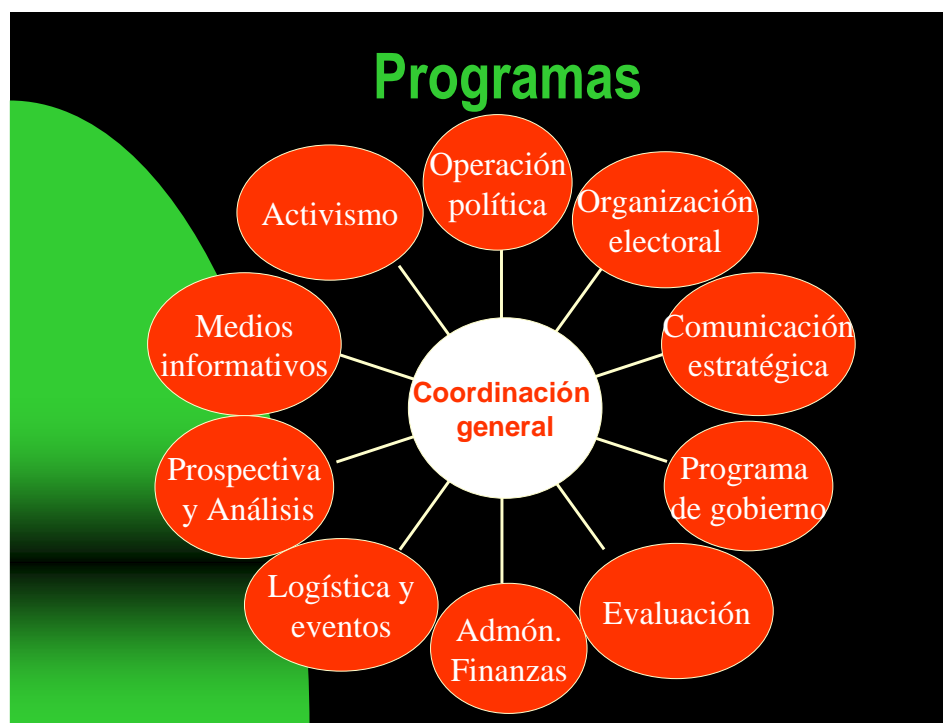 Programas
Operación
política
Organización
electoral
Comunicación
estratégica
Programa
de gobierno
Evaluación
Admón.
Finanzas
Logística y
eventos
Prospectiva
y Análisis
Medios
informativos
Activismo
Coordinación
general